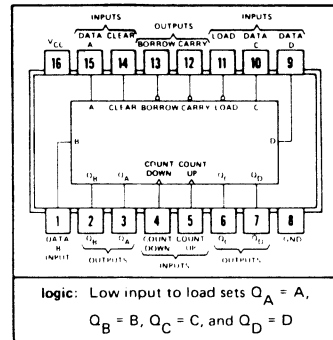 INPUTS OUTPUTS INPUTS
DATA CLEAR BORROW CARRY LOAD DATA DATA
VCC A C D
16 15 14 13 12 11 10 9
A CLEAR BORROW CARRY LOAD C
B D
COUNT COUNT
QB QA DOWN UP QC QD
1 2 3 4 5 6 7 8
DATA QB QA COUNT COUNT QC QD GND
B DOWN UP
INPUT OUTPUTS INPUTS OUTPUTS
logic: Low input to load sets QA = A,
QB = B, QC = C, and QD = D